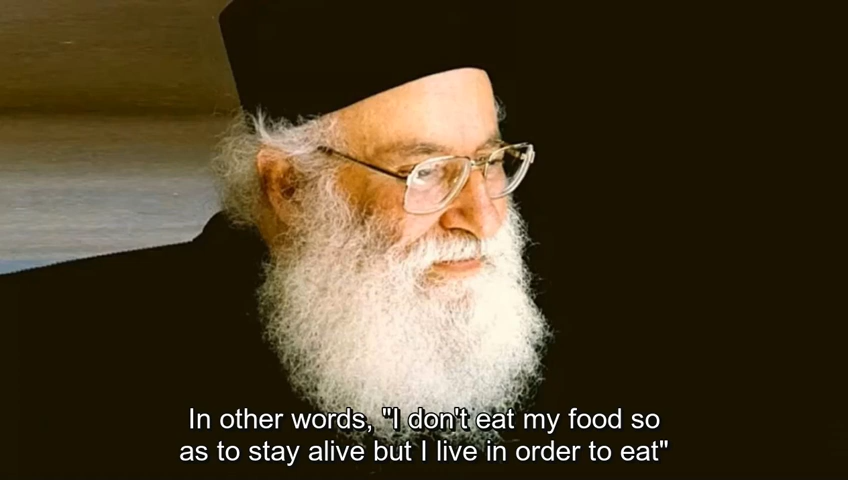 In other words, "I don't eat my food so
as to stay alive but I live in order to eat"